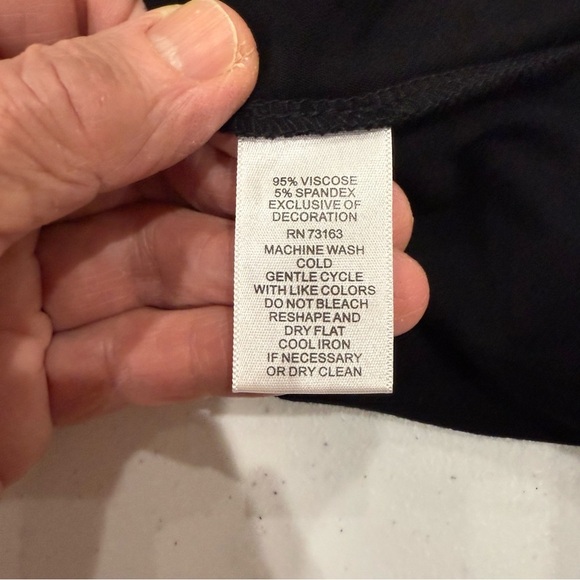 95% VISCOSE
5% SPANDEX
EXCLUSIVE OF
DECORATION
RN 73163
MACHINE WASH
COLD
GENTLE CYCLE
WITH LIKE COLORS
DO NOT BLEACH
RESHAPE AND
DRY FLAT
COOL IRON
IF NECESSARY
OR DRY CLEAN